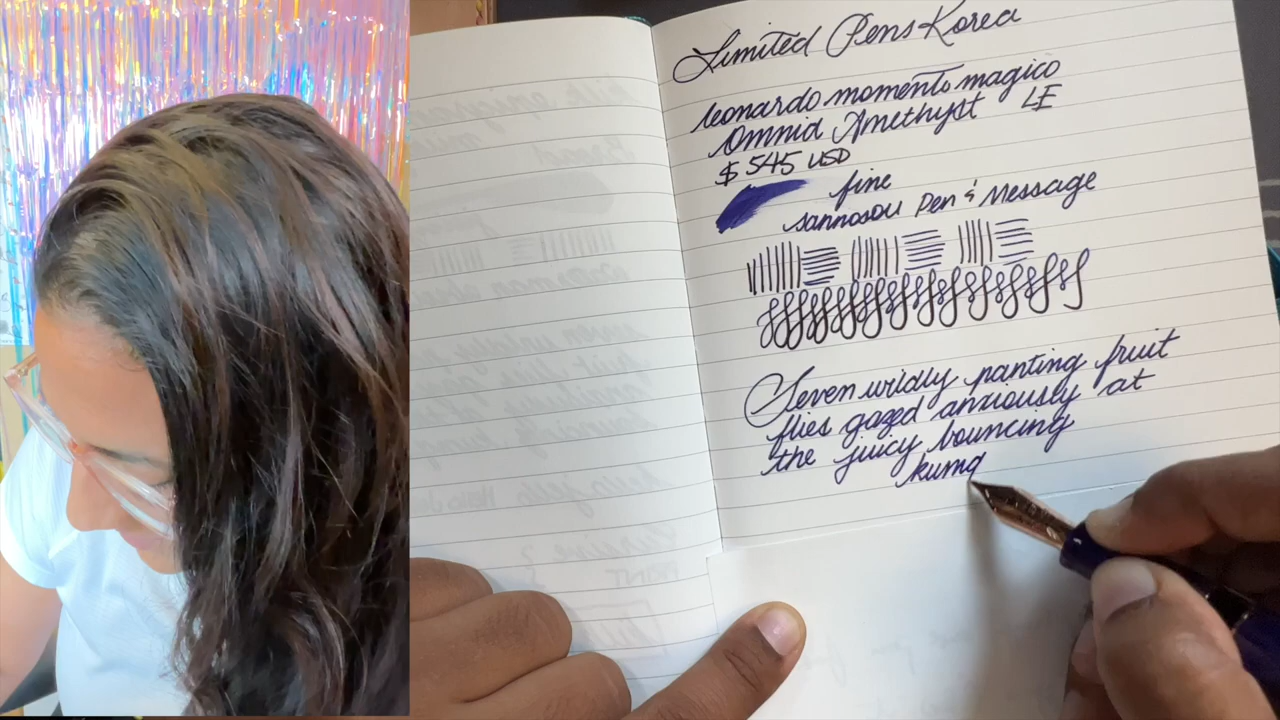 Limited Pens Korea
leonardo momento magico
Omnid Amethyst LE
$ 545 USD
fine
sannosou Pen & Message
Seven wildly panting fruit
flies gazed anxiously at
the juicy bouncing
kumq